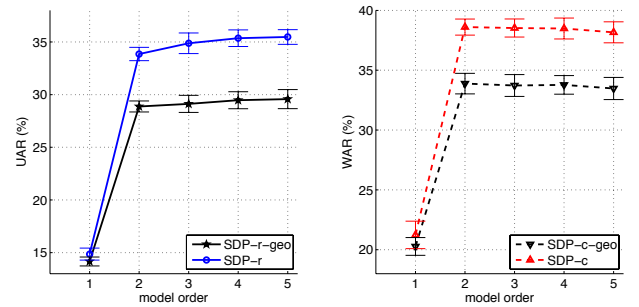 35
30
25
20
15
UAR (%)
1 2 3 4 5
model order
SDP-r-geo
SDP-r
40
35
30
25
20
WAR (%)
1 2 3 4 5
model order
SDP-c-geo
SDP-c